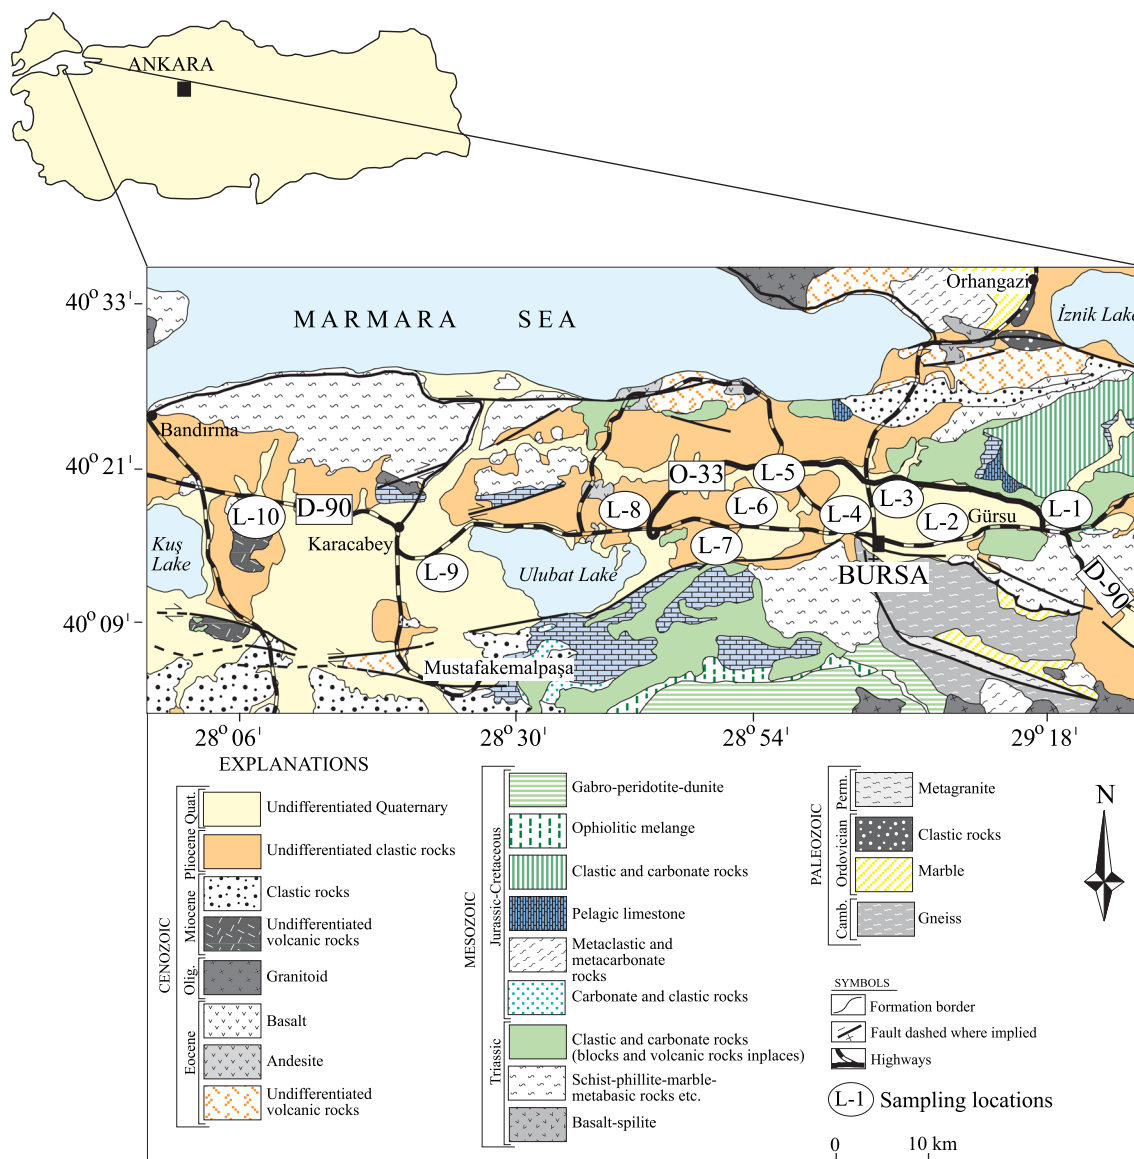 ANKARA
40° 33'
40° 21'
40° 09'
MARMARA SEA
Orhangazi
İznik Lake
Bandırma
O-33
L-5
L-3
L-1
L-10
D-90
L-8
L-6
L-4
L-2
Gürsu
Kuş
Lake
Karacabey
L-7
L-9
Ulubat Lake
BURSA
D-90
Mustafakemalpaşa
28° 06'
28° 30'
28° 54'
29° 18'
EXPLANATIONS
CENOZOIC
Quat.
Undifferentiated Quaternary
Pliocene
Undifferentiated clastic rocks
Miocene
Clastic rocks
Undifferentiated
volcanic rocks
Olig.
Granitoid
Eocene
Basalt
Andesite
Undifferentiated
volcanic rocks
MESOZOIC
Jurassic-Cretaceous
Gabro-peridotite-dunite
Ophiolitic melange
Clastic and carbonate rocks
Pelagic limestone
Metaclastic and
metacarbonate
rocks
Carbonate and clastic rocks
Triassic
Clastic and carbonate rocks
(blocks and volcanic rocks inplaces)
Schist-phillite-marble-
metabasic rocks etc.
Basalt-spilite
PALEOZOIC
Perm.
Metagranite
Ordovician
Clastic rocks
Marble
Camb.
Gneiss
N
SYMBOLS
Formation border
Fault dashed where implied
Highways
L-1 Sampling locations
0 10 km